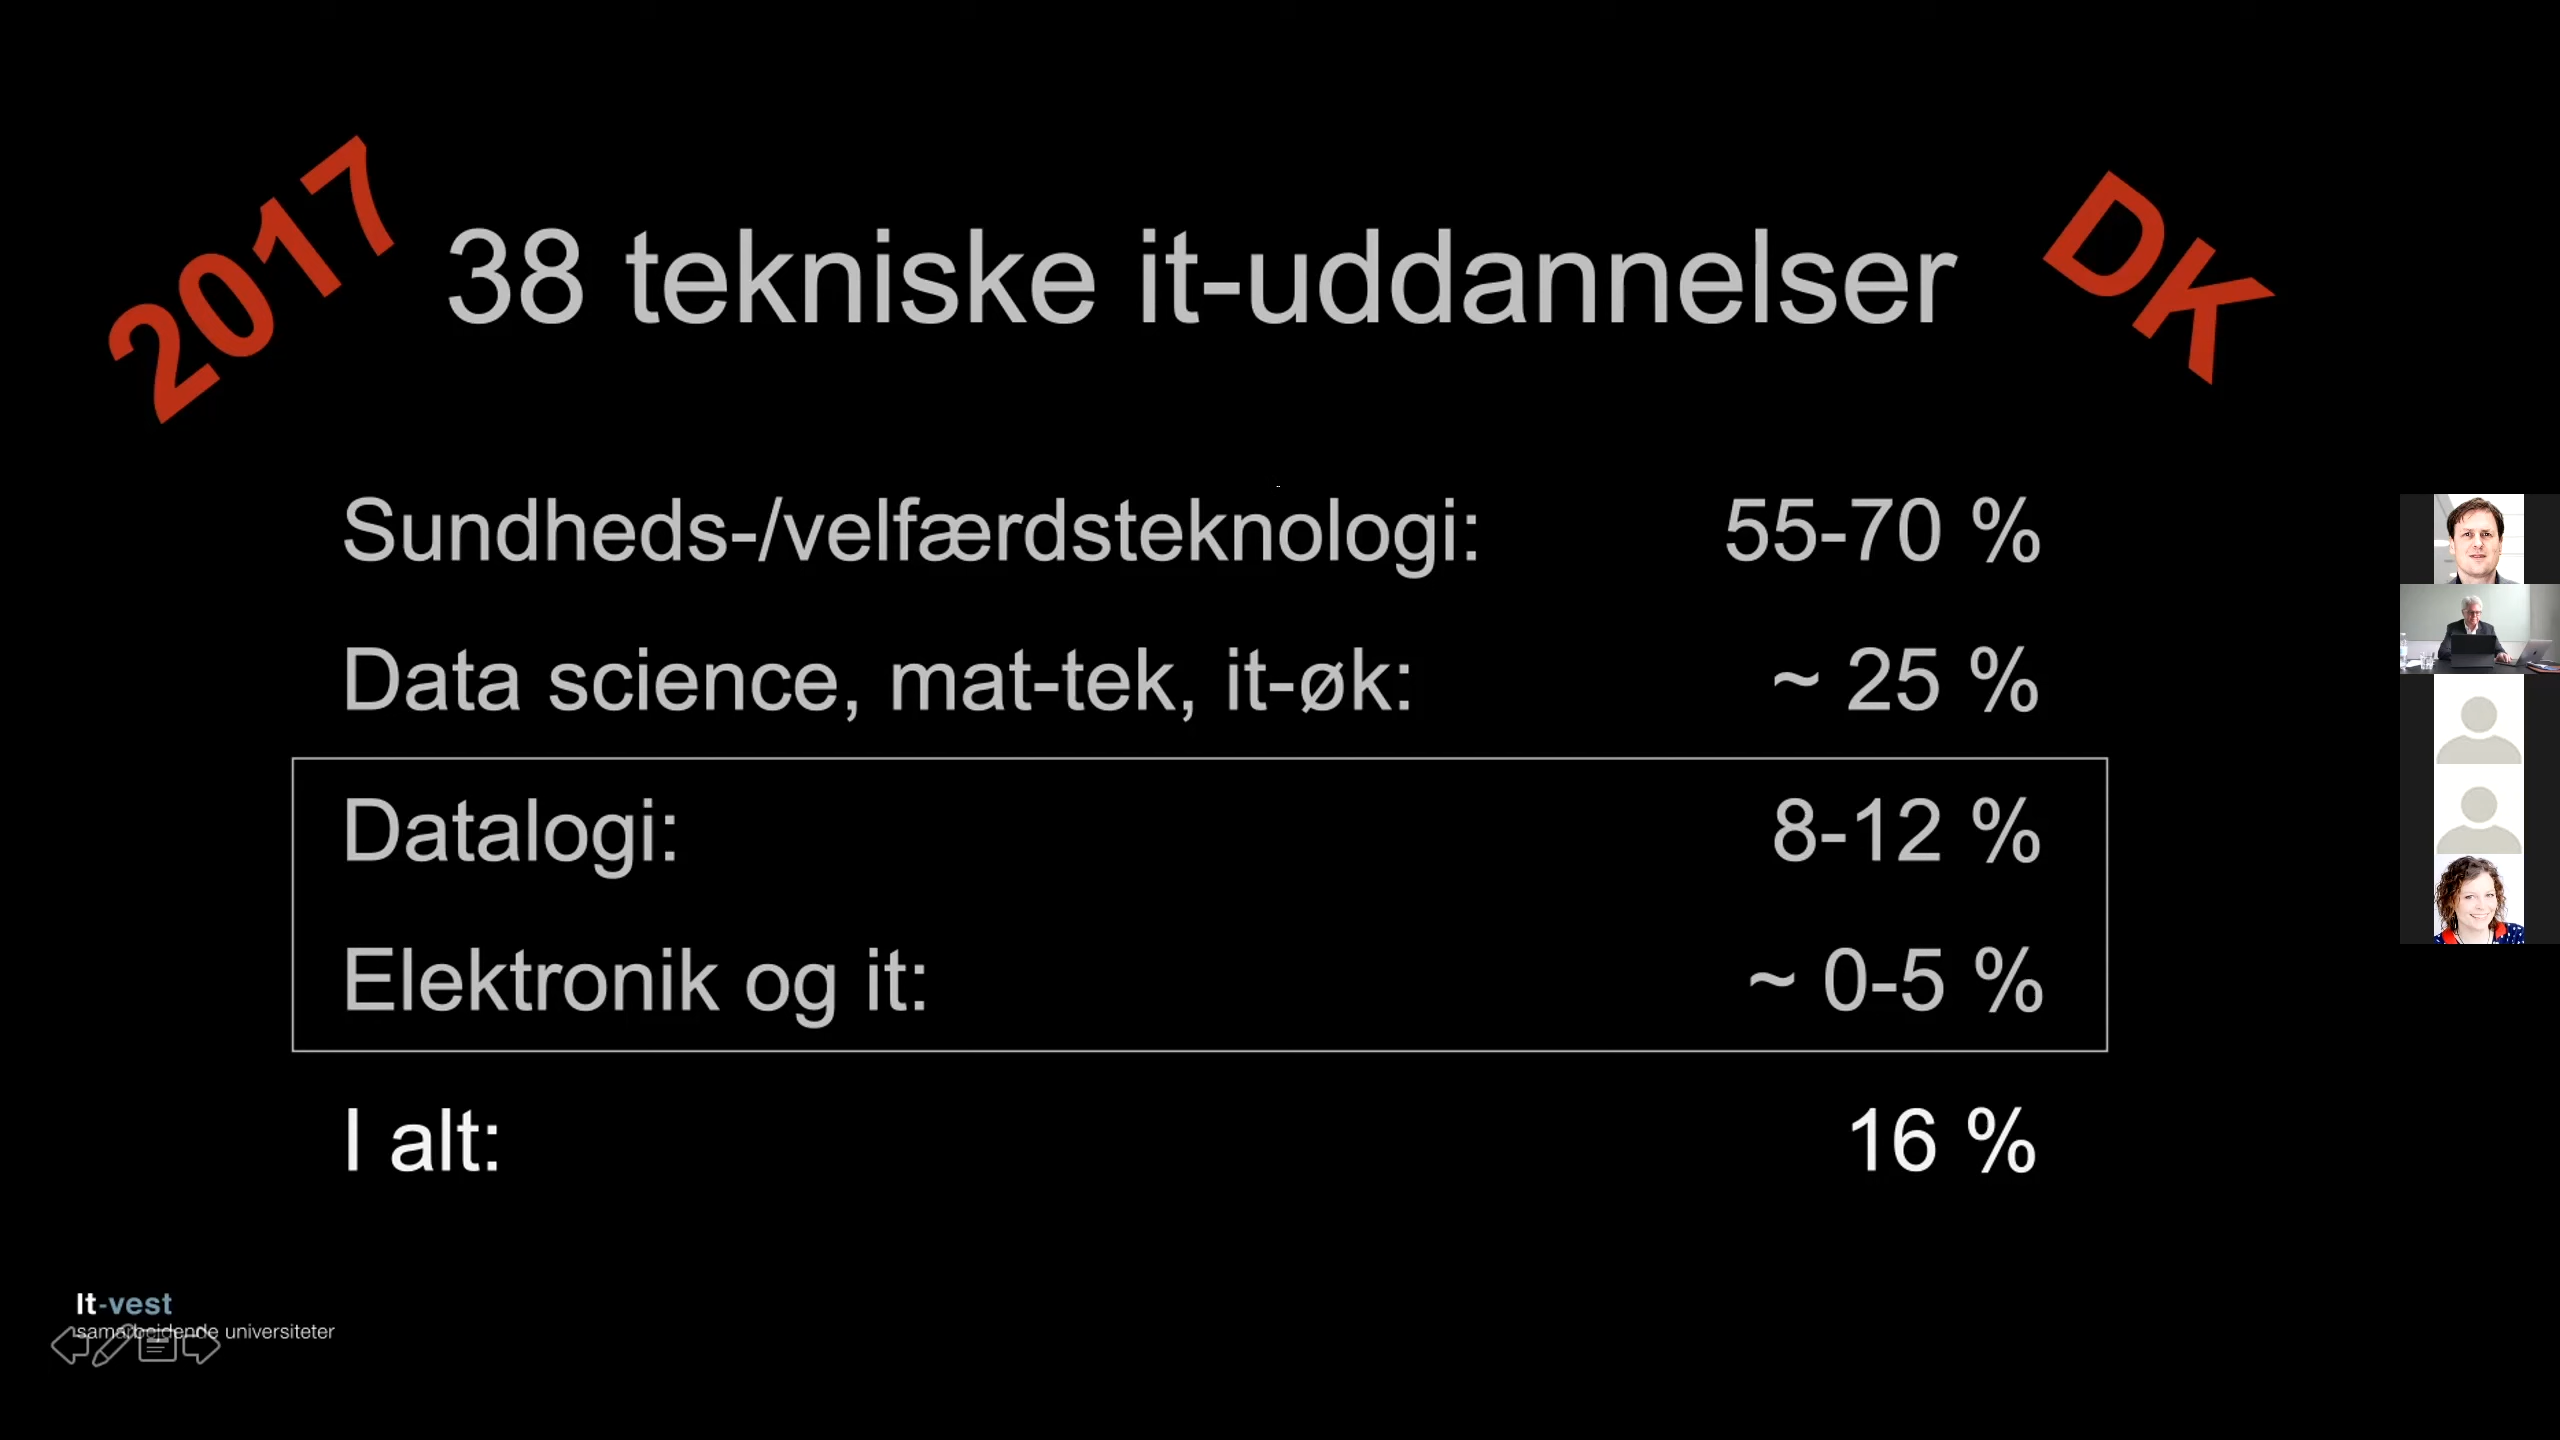 2017
38 tekniske it-uddannelser
DK
Sundheds-/velfærdsteknologi: 55-70 %
Data science, mat-tek, it-øk: ~ 25 %
Datalogi: 8-12 %
Elektronik og it: ~ 0-5 %
I alt: 16 %
It-vest
samarbejdende universiteter